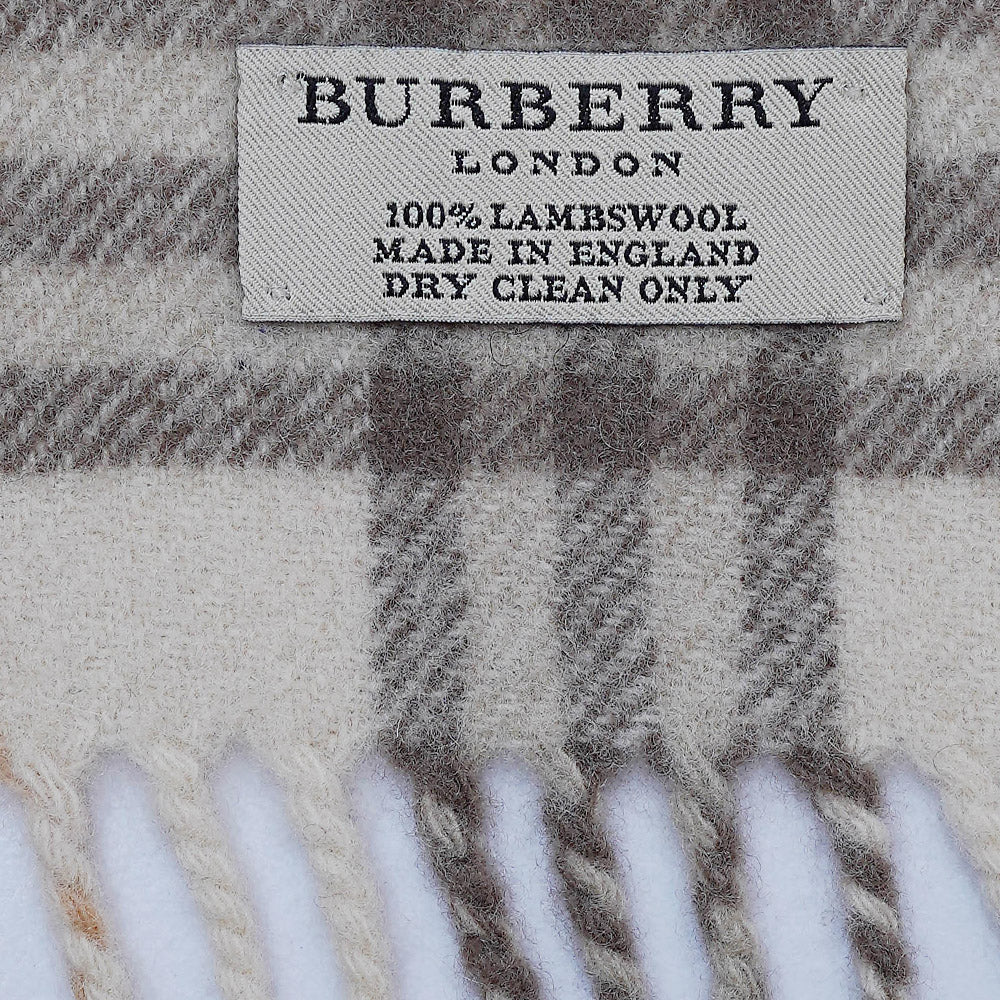 BURBERRY
LONDON
100% LAMBSWOOL
MADE IN ENGLAND
DRY CLEAN ONLY